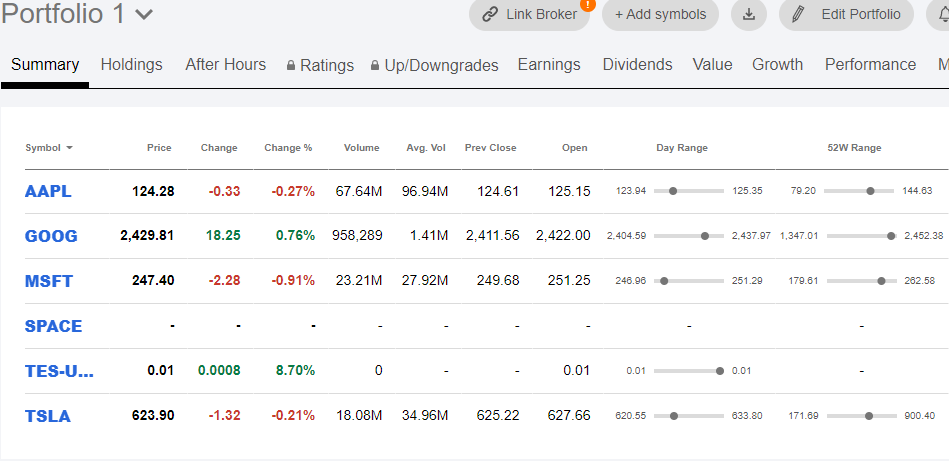 Portfolio 1 Link Broker ! + Add symbols Edit Portfolio
Summary Holdings After Hours Ratings Up/Downgrades Earnings Dividends Value Growth Performance M
Symbol Price Change Change % Volume Avg. Vol Prev Close Open Day Range 52W Range
AAPL 124.28 -0.33 -0.27% 67.64M 96.94M 124.61 125.15 123.94 125.35 79.20 144.63
GOOG 2,429.81 18.25 0.76% 958,289 1.41M 2,411.56 2,422.00 2,404.59 2,437.97 1,347.01 2,452.38
MSFT 247.40 -2.28 -0.91% 23.21M 27.92M 249.68 251.25 246.96 251.29 179.61 262.58
SPACE - - - - - - - - -
TES-U... 0.01 0.0008 8.70% 0 - - 0.01 0.01 0.01 -
TSLA 623.90 -1.32 -0.21% 18.08M 34.96M 625.22 627.66 620.55 633.80 171.69 900.40